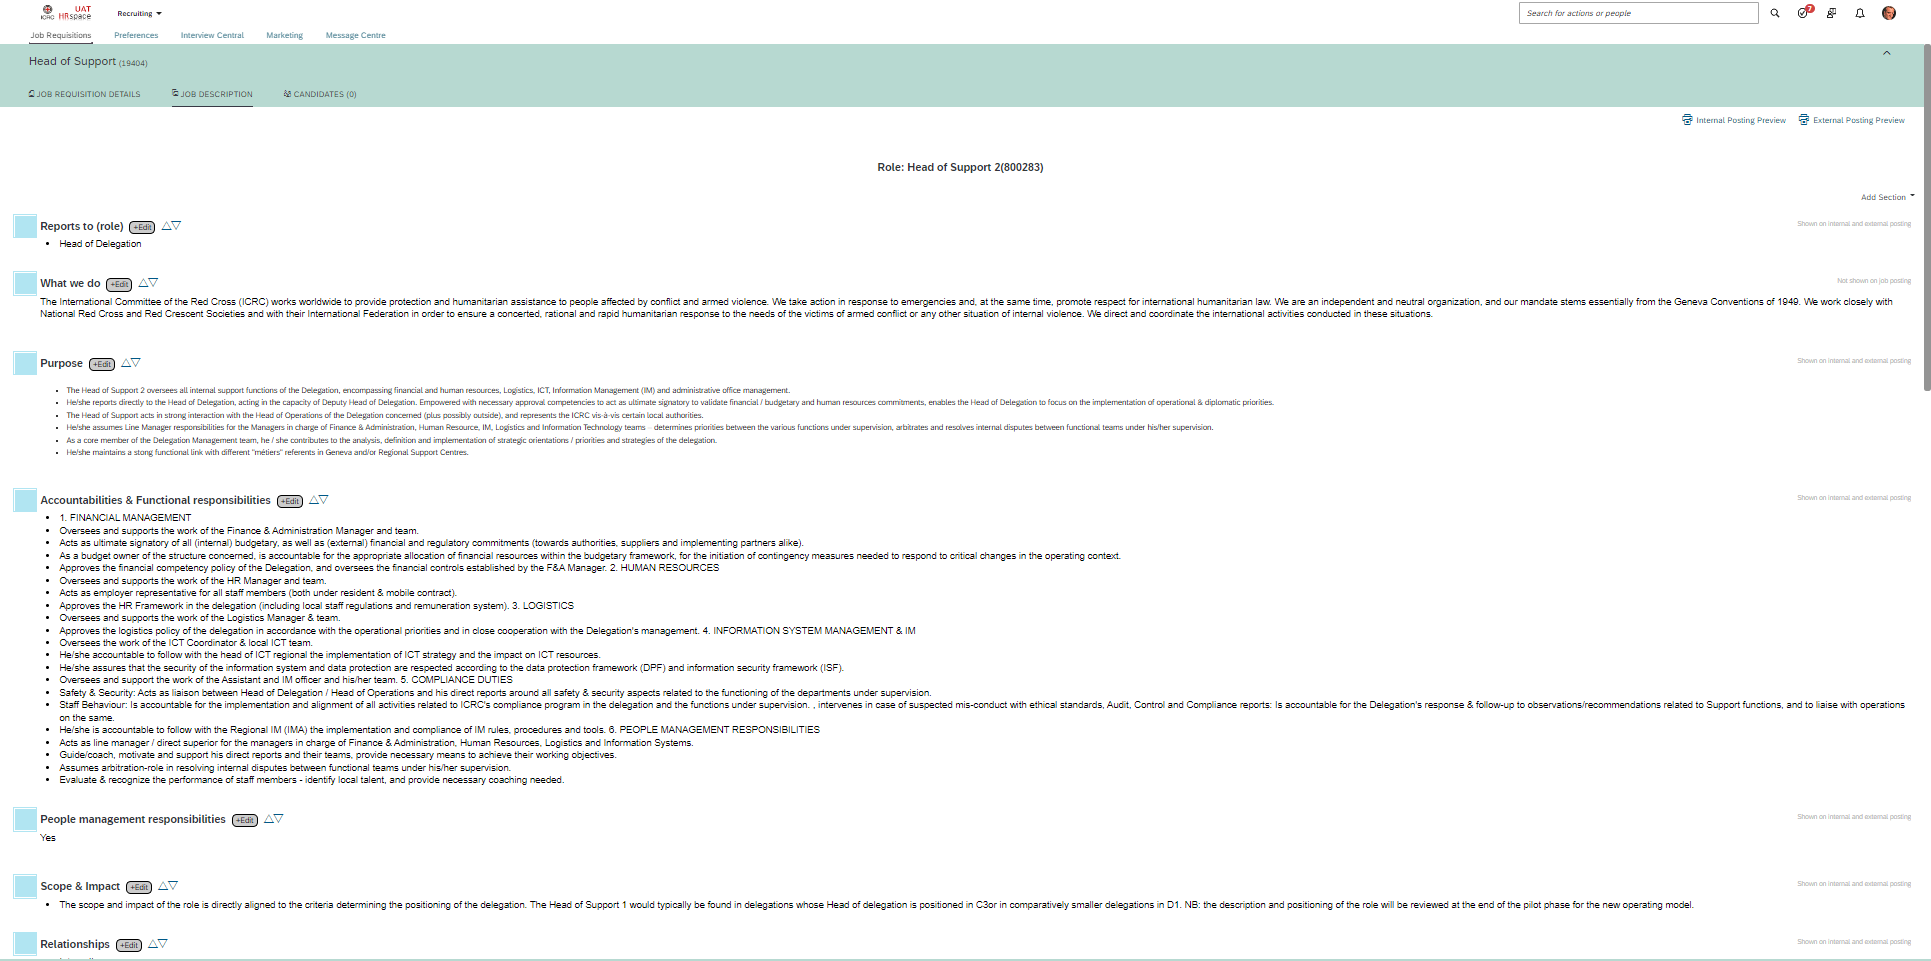 ICRC
UAT
HRspace
Recruiting
Search for actions or people
7
Job Requisitions
Preferences
Interview Central
Marketing
Message Centre
Head of Support (19404)
JOB REQUISITION DETAILS
JOB DESCRIPTION
CANDIDATES (0)
Internal Posting Preview
External Posting Preview
Role: Head of Support 2(800283)
Add Section
Reports to (role) +Edit
Shown on internal and external posting
• Head of Delegation
What we do +Edit
Not shown on job posting
The International Committee of the Red Cross (ICRC) works worldwide to provide protection and humanitarian assistance to people affected by conflict and armed violence. We take action in response to emergencies and, at the same time, promote respect for international humanitarian law. We are an independent and neutral organization, and our mandate stems essentially from the Geneva Conventions of 1949. We work closely with
National Red Cross and Red Crescent Societies and with their International Federation in order to ensure a concerted, rational and rapid humanitarian response to the needs of the victims of armed conflict or any other situation of internal violence. We direct and coordinate the international activities conducted in these situations.
Purpose +Edit
Shown on internal and external posting
• The Head of Support 2 oversees all internal support functions of the Delegation, encompassing financial and human resources, Logistics, ICT, Information Management (IM) and administrative office management.
• He/she reports directly to the Head of Delegation, acting in the capacity of Deputy Head of Delegation. Empowered with necessary approval competencies to act as ultimate signatory to validate financial / budgetary and human resources commitments, enables the Head of Delegation to focus on the implementation of operational & diplomatic priorities.
• The Head of Support acts in strong interaction with the Head of Operations of the Delegation concerned (plus possibly outside), and represents the ICRC vis-à-vis certain local authorities.
• He/she assumes Line Manager responsibilities for the Managers in charge of Finance & Administration, Human Resource, IM, Logistics and Information Technology teams – determines priorities between the various functions under supervision, arbitrates and resolves internal disputes between functional teams under his/her supervision.
• As a core member of the Delegation Management team, he / she contributes to the analysis, definition and implementation of strategic orientations / priorities and strategies of the delegation.
• He/she maintains a stong functional link with different "métiers" referents in Geneva and/or Regional Support Centres.
Accountabilities & Functional responsibilities +Edit
Shown on internal and external posting
• 1. FINANCIAL MANAGEMENT
• Oversees and supports the work of the Finance & Administration Manager and team.
• Acts as ultimate signatory of all (internal) budgetary, as well as (external) financial and regulatory commitments (towards authorities, suppliers and implementing partners alike).
• As a budget owner of the structure concerned, is accountable for the appropriate allocation of financial resources within the budgetary framework, for the initiation of contingency measures needed to respond to critical changes in the operating context.
• Approves the financial competency policy of the Delegation, and oversees the financial controls established by the F&A Manager. 2. HUMAN RESOURCES
• Oversees and supports the work of the HR Manager and team.
• Acts as employer representative for all staff members (both under resident & mobile contract).
• Approves the HR Framework in the delegation (including local staff regulations and remuneration system). 3. LOGISTICS
• Oversees and supports the work of the Logistics Manager & team.
• Approves the logistics policy of the delegation in accordance with the operational priorities and in close cooperation with the Delegation's management. 4. INFORMATION SYSTEM MANAGEMENT & IM
• Oversees the work of the ICT Coordinator & local ICT team.
• He/she accountable to follow with the head of ICT regional the implementation of ICT strategy and the impact on ICT resources.
• He/she assures that the security of the information system and data protection are respected according to the data protection framework (DPF) and information security framework (ISF).
• Oversees and support the work of the Assistant and IM officer and his/her team. 5. COMPLIANCE DUTIES
• Safety & Security: Acts as liaison between Head of Delegation / Head of Operations and his direct reports around all safety & security aspects related to the functioning of the departments under supervision.
• Staff Behaviour: Is accountable for the implementation and alignment of all activities related to ICRC's compliance program in the delegation and the functions under supervision. , intervenes in case of suspected mis-conduct with ethical standards, Audit, Control and Compliance reports: Is accountable for the Delegation's response & follow-up to observations/recommendations related to Support functions, and to liaise with operations
on the same.
• He/she is accountable to follow with the Regional IM (IMA) the implementation and compliance of IM rules, procedures and tools. 6. PEOPLE MANAGEMENT RESPONSIBILITIES
• Acts as line manager / direct superior for the managers in charge of Finance & Administration, Human Resources, Logistics and Information Systems.
• Guide/coach, motivate and support his direct reports and their teams, provide necessary means to achieve their working objectives.
• Assumes arbitration-role in resolving internal disputes between functional teams under his/her supervision.
• Evaluate & recognize the performance of staff members - identify local talent, and provide necessary coaching needed.
People management responsibilities +Edit
Shown on internal and external posting
Yes
Scope & Impact +Edit
Shown on internal and external posting
• The scope and impact of the role is directly aligned to the criteria determining the positioning of the delegation. The Head of Support 1 would typically be found in delegations whose Head of delegation is positioned in C3or in comparatively smaller delegations in D1. NB: the description and positioning of the role will be reviewed at the end of the pilot phase for the new operating model.
Relationships +Edit
Shown on internal and external posting